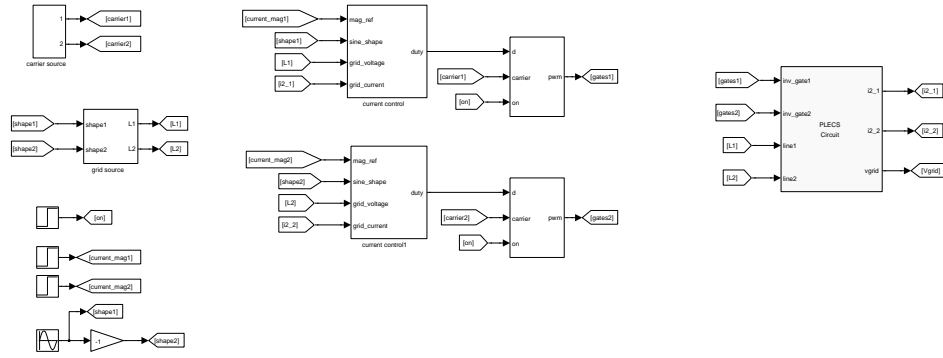 1
[carrier1]
2
[carrier2]
carrier source
[shape1]
shape1
L1
[L1]
[shape2]
shape2
L2
[L2]
grid source
[on]
[current_mag1]
[current_mag2]
[shape1]
-1
[shape2]
[current_mag1]
mag_ref
[shape1]
sine_shape
[L1]
grid_voltage
[i2_1]
grid_current
duty
current control
d
[carrier1]
carrier
[on]
on
pwm
[gates1]
[current_mag2]
mag_ref
[shape2]
sine_shape
[L2]
grid_voltage
[i2_2]
grid_current
duty
current control1
d
[carrier2]
carrier
[on]
on
pwm
[gates2]
[gates1]
inv_gate1
[gates2]
inv_gate2
[L1]
line1
[L2]
line2
PLECS
Circuit
i2_1
[i2_1]
i2_2
[i2_2]
vgrid
[Vgrid]